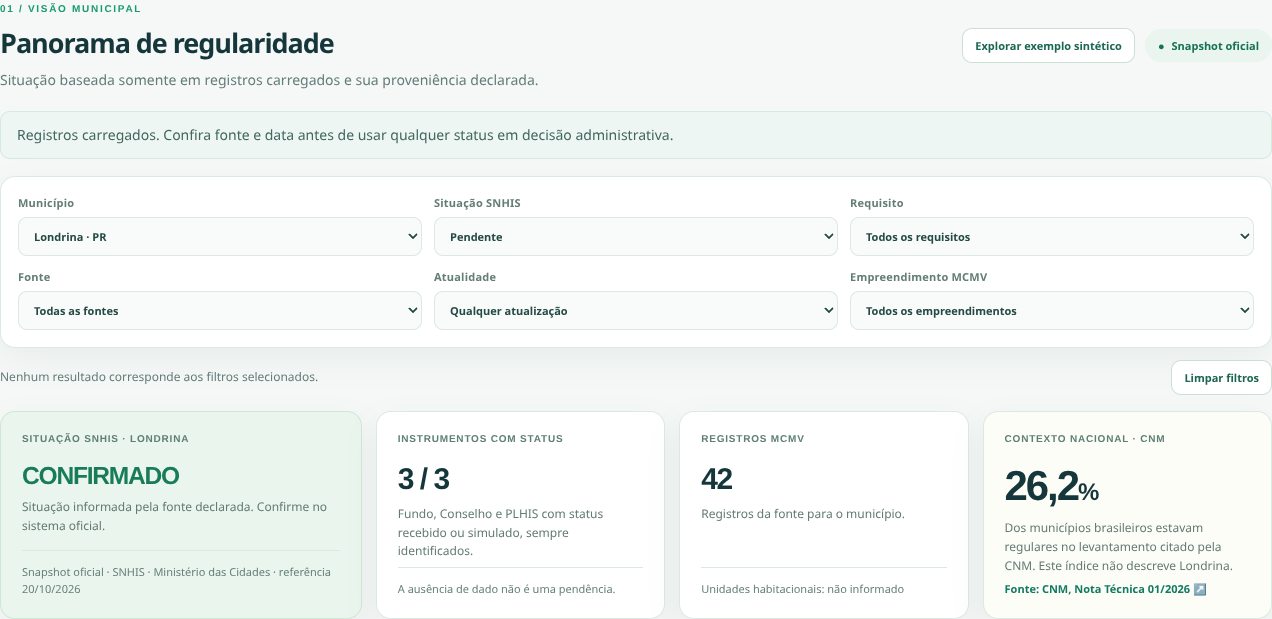 01 / VISÃO MUNICIPAL
Panorama de regularidade
Explorar exemplo sintético
Snapshot oficial
Situação baseada somente em registros carregados e sua proveniência declarada.
Registros carregados. Confira fonte e data antes de usar qualquer status em decisão administrativa.
Município
Situação SNHIS
Requisito
Londrina · PR
Pendente
Todos os requisitos
Fonte
Atualidade
Empreendimento MCMV
Todas as fontes
Qualquer atualização
Todos os empreendimentos
Nenhum resultado corresponde aos filtros selecionados.
Limpar filtros
SITUAÇÃO SNHIS · LONDRINA
CONFIRMADO
Situação informada pela fonte declarada. Confirme no
sistema oficial.
Snapshot oficial · SNHIS · Ministério das Cidades · referência
20/10/2026
INSTRUMENTOS COM STATUS
3 / 3
Fundo, Conselho e PLHIS com status
recebido ou simulado, sempre
identificados.
A ausência de dado não é uma pendência.
REGISTROS MCMV
42
Registros da fonte para o município.
Unidades habitacionais: não informado
CONTEXTO NACIONAL · CNM
26,2%
Dos municípios brasileiros estavam
regulares no levantamento citado pela
CNM. Este índice não descreve Londrina.
Fonte: CNM, Nota Técnica 01/2026 ↗